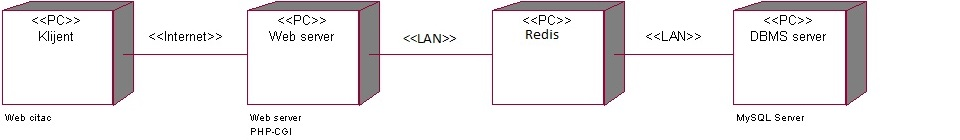 <<PC>>
Klijent
<<Internet>>
<<PC>>
Web server
<<LAN>>
<<PC>>
Redis
<<LAN>>
<<PC>>
DBMS server
Web citac
Web server
PHP-CGI
MySQL Server